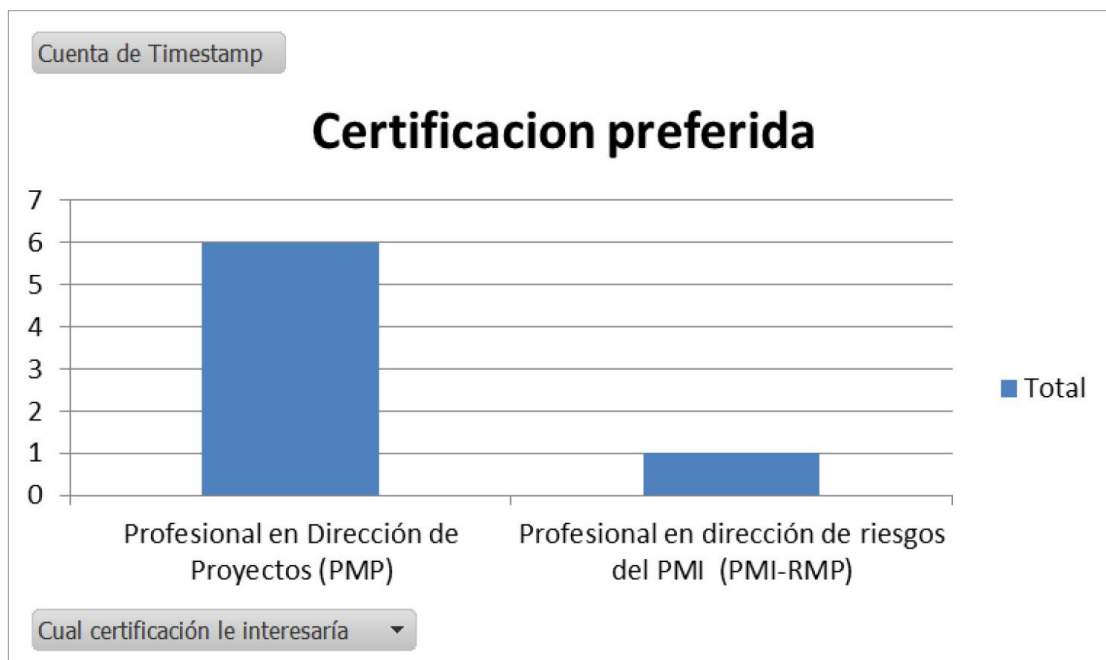 Cuenta de Timestamp
Certificacion preferida
7
6
5
4
3
2
1
0
Total
Profesional en Dirección de
Proyectos (PMP)
Profesional en dirección de riesgos
del PMI (PMI-RMP)
Cual certificación le interesaría